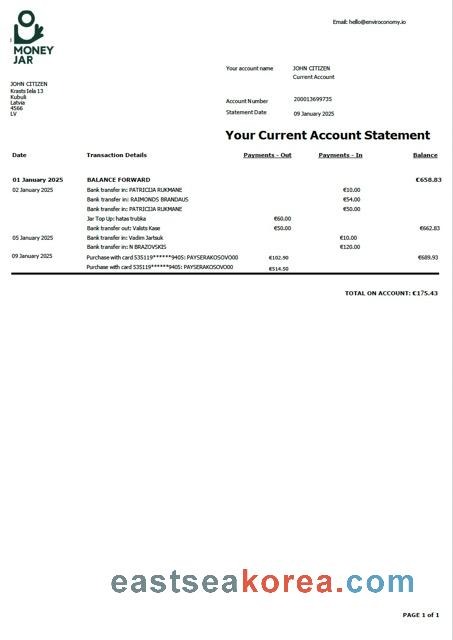 Email: hello@enviroconomy.io
MONEY
JAR
Your account name JOHN CITIZEN
Current Account
JOHN CITIZEN
Krasts Iela 13
Kubuli
Latvia
4566
LV
Account Number 200013699735
Statement Date 09 January 2025
Your Current Account Statement
Date Transaction Details Payments - Out Payments - In Balance
01 January 2025 BALANCE FORWARD €658.83
02 January 2025 Bank transfer in: PATRICIJA RUKMANE €10.00
Bank transfer in: RAIMONDS BRANDAUS €54.00
Bank transfer in: PATRICIJA RUKMANE €50.00
Jar Top Up: hatas trubka €60.00
Bank transfer out: Valsts Kase €50.00 €662.83
05 January 2025 Bank transfer in: Vadim Jartsuk €10.00
Bank transfer in: N BRAZOVSKIS €120.00
09 January 2025 Purchase with card 535119******9405: PAYSERAKOSOVO00 €102.90 €689.93
Purchase with card 535119******9405: PAYSERAKOSOVO00 €514.50
TOTAL ON ACCOUNT: €175.43
eastseakorea.com
PAGE 1 of 1